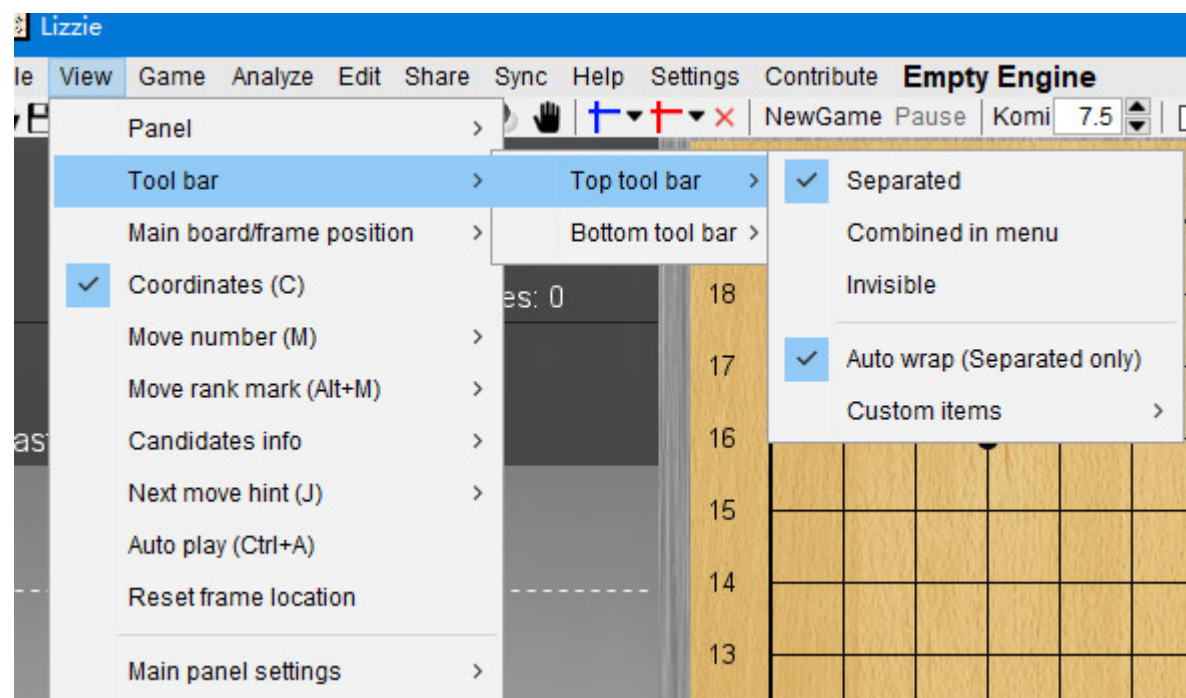 Lizzie
le View Game Analyze Edit Share Sync Help Settings Contribute Empty Engine
NewGame Pause Komi 7.5
Panel
Tool bar
Main board/frame position
Coordinates (C)
Move number (M)
Move rank mark (Alt+M)
Candidates info
Next move hint (J)
Auto play (Ctrl+A)
Reset frame location
Main panel settings
Top tool bar
Bottom tool bar
Separated
Combined in menu
Invisible
Auto wrap (Separated only)
Custom items
es: 0
as
18
17
16
15
14
13